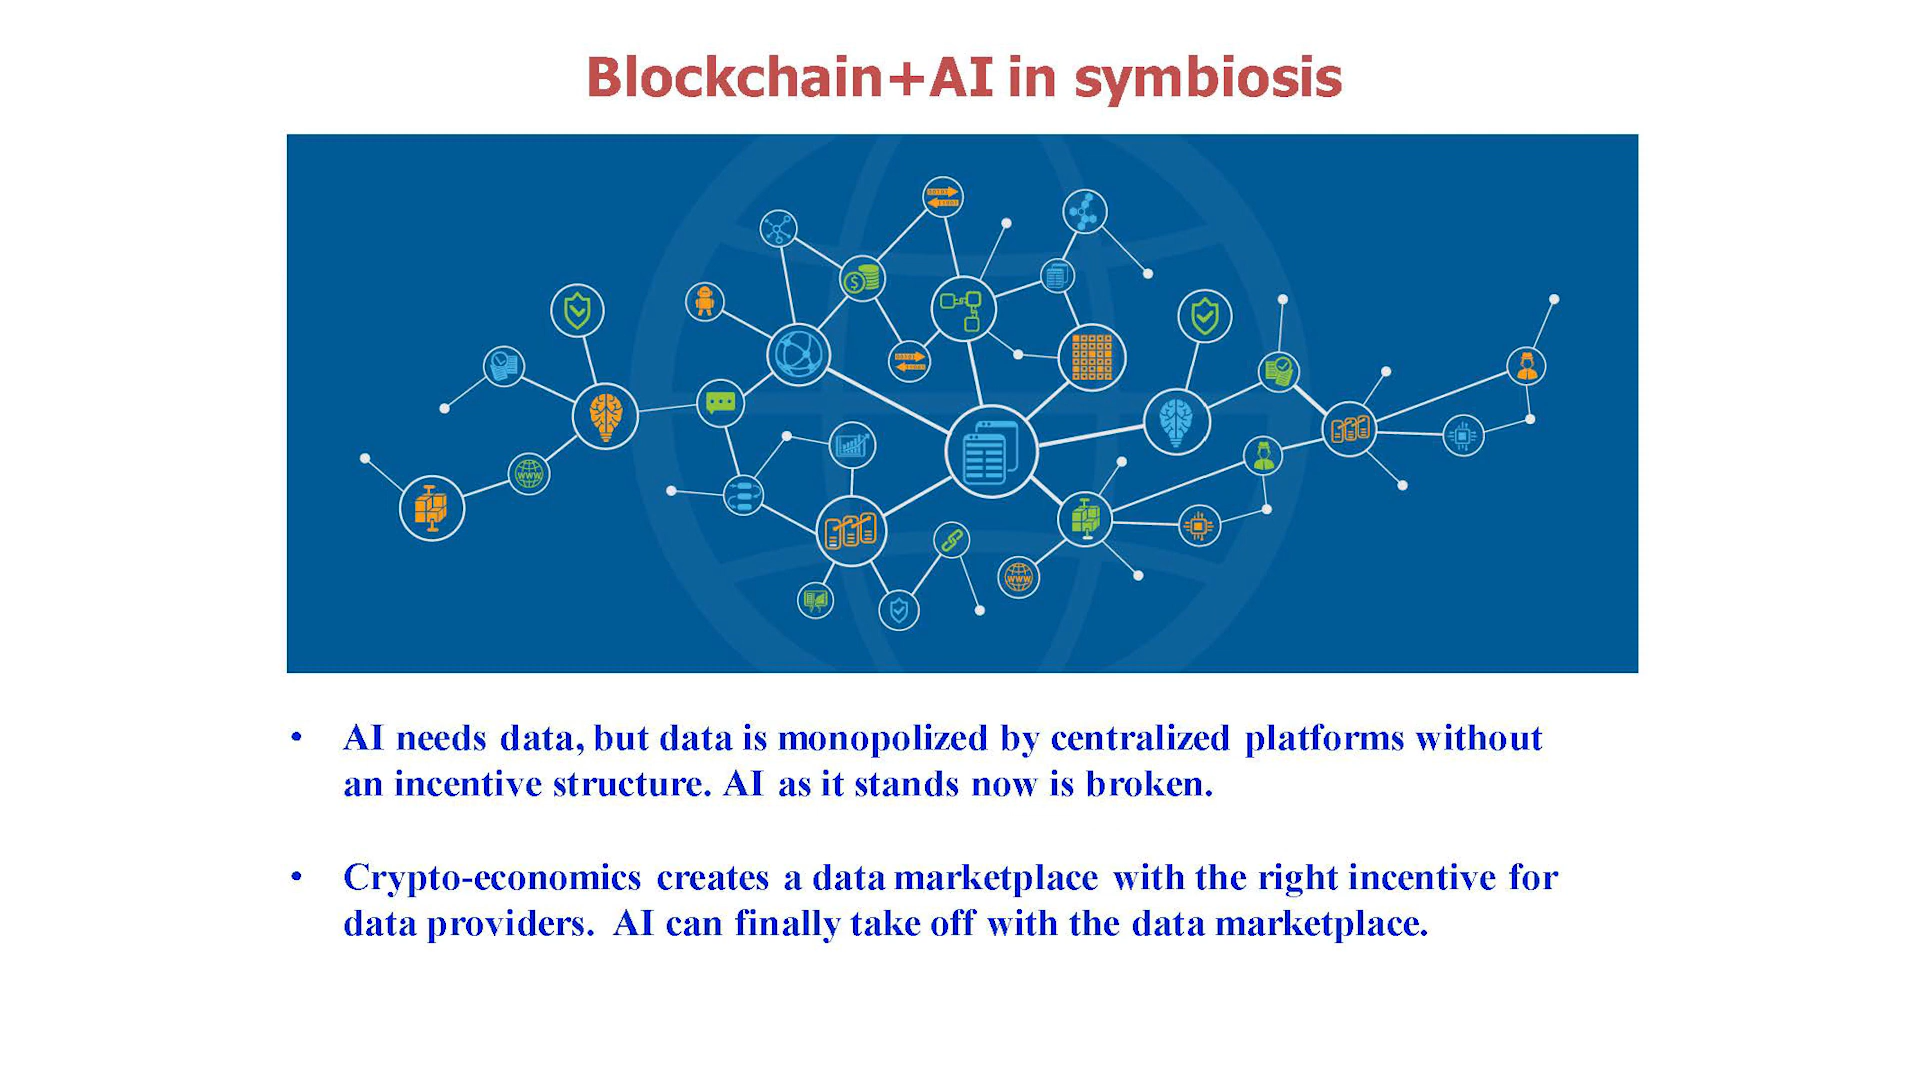 Blockchain+AI in symbiosis
WWW
WWW
• AI needs data, but data is monopolized by centralized platforms without
an incentive structure. AI as it stands now is broken.
• Crypto-economics creates a data marketplace with the right incentive for
data providers. AI can finally take off with the data marketplace.